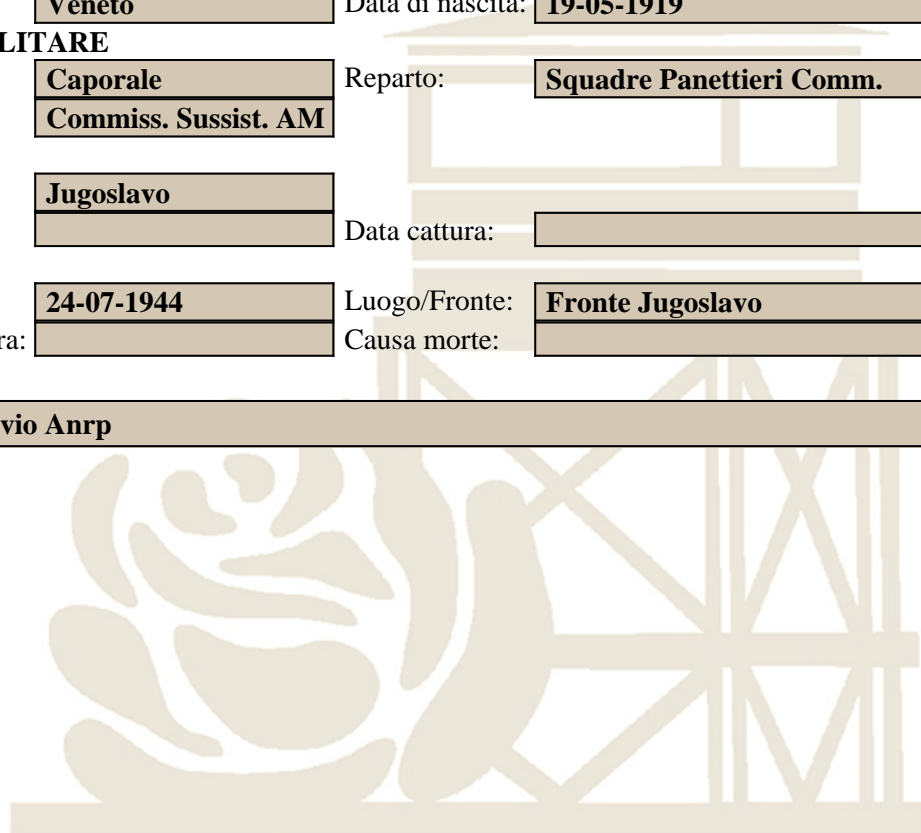 Veneto Data di nascita: 19-05-1919
LITARE
Caporale Reparto: Squadre Panettieri Comm.
Commiss. Sussist. AM
Jugoslavo
Data cattura:
24-07-1944 Luogo/Fronte: Fronte Jugoslavo
ra: Causa morte:
vio Anrp